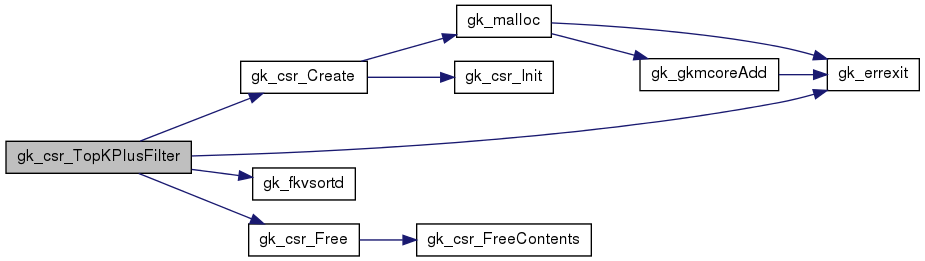 gk_csr_TopKPlusFilter
gk_csr_Create
gk_malloc
gk_csr_Init
gk_gkmcoreAdd
gk_errexit
gk_fkvsortd
gk_csr_Free
gk_csr_FreeContents